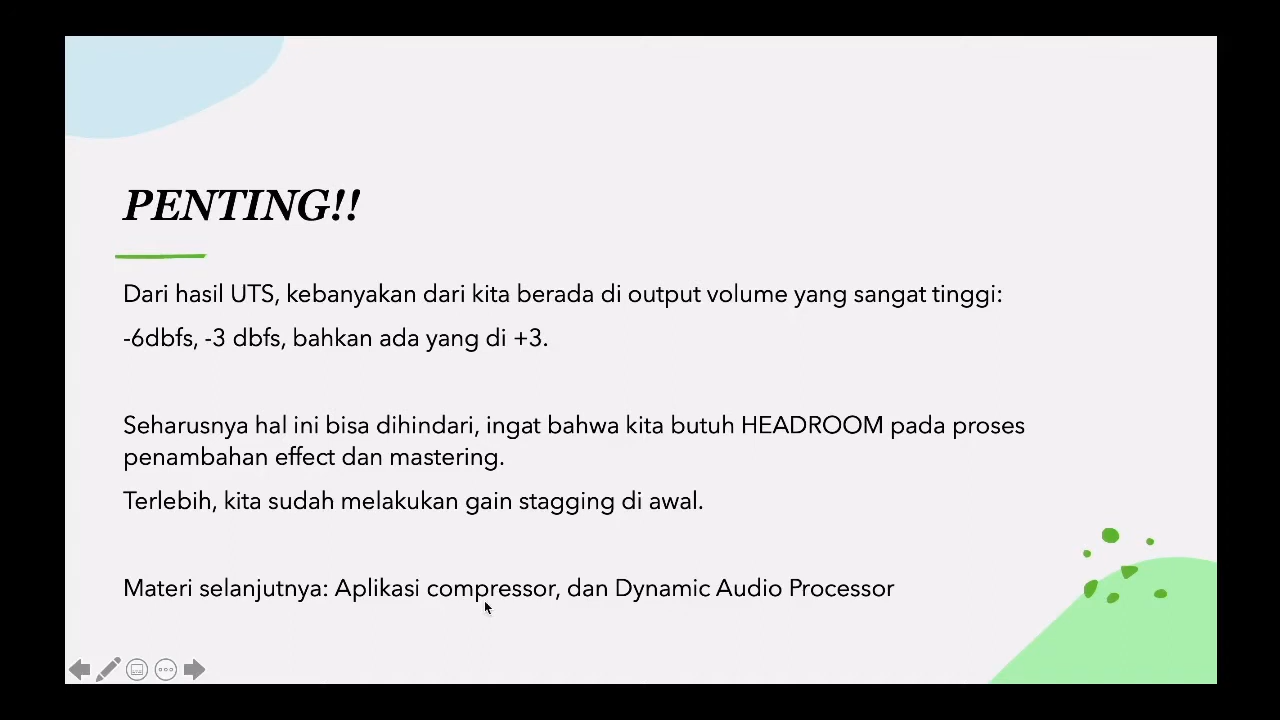 PENTING!!
Dari hasil UTS, kebanyakan dari kita berada di output volume yang sangat tinggi:
-6dbfs, -3 dbfs, bahkan ada yang di +3.
Seharusnya hal ini bisa dihindari, ingat bahwa kita butuh HEADROOM pada proses
penambahan effect dan mastering.
Terlebih, kita sudah melakukan gain stagging di awal.
Materi selanjutnya: Aplikasi compressor, dan Dynamic Audio Processor